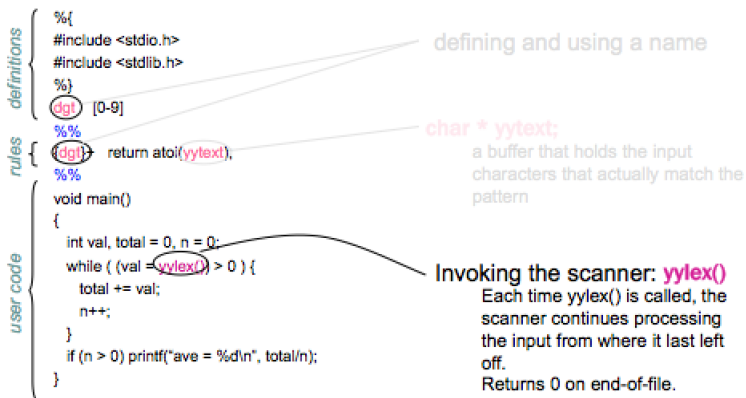 definitions
%{
#include <stdio.h>
#include <stdlib.h>
%}
dgt [0-9]
%%
rules
{dgt}+ return atoi(yytext);
%%
user code
void main()
{
int val, total = 0, n = 0;
while ( (val = yylex()) > 0 ) {
total += val;
n++;
}
if (n > 0) printf(“ave = %d\n”, total/n);
}
defining and using a name
char * yytext;
a buffer that holds the input
characters that actually match the
pattern
Invoking the scanner: yylex()
Each time yylex() is called, the
scanner continues processing
the input from where it last left
off.
Returns 0 on end-of-file.